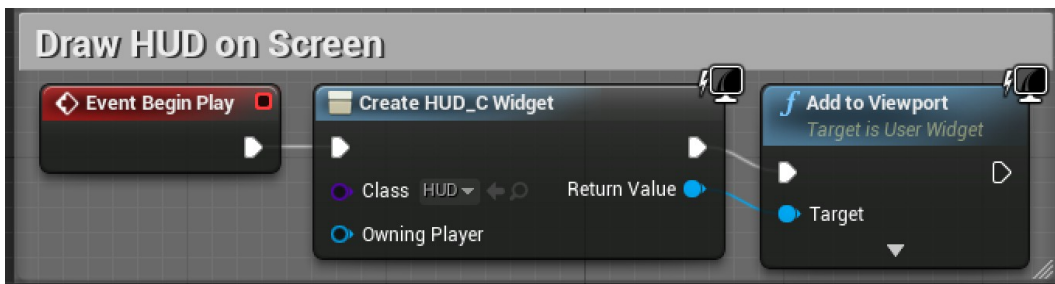 Draw HUD on Screen
Event Begin Play
Create HUD_C Widget
f Add to Viewport
Target is User Widget
Class HUD
Return Value
Target
Owning Player